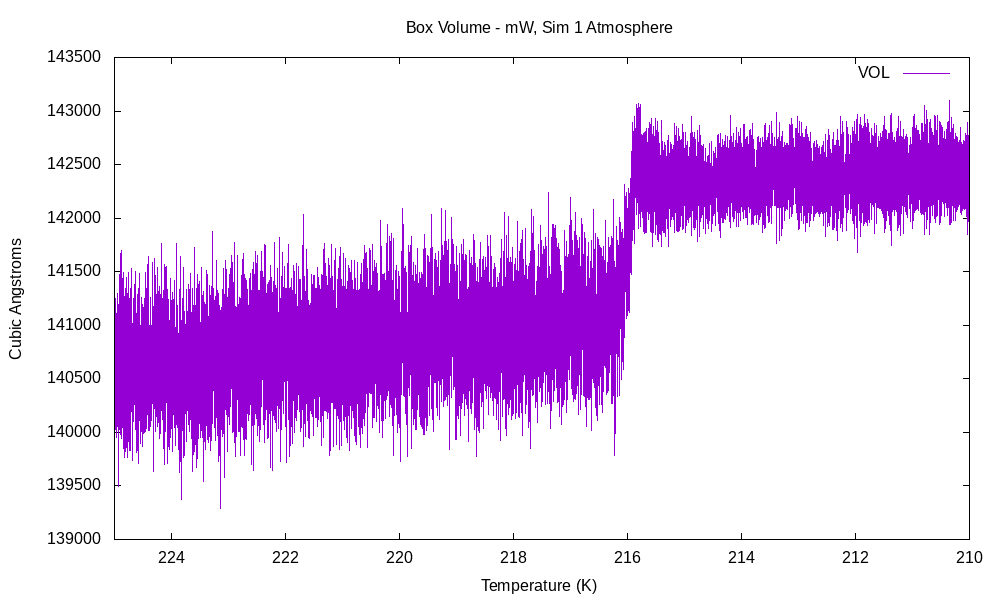 Box Volume - mW, Sim 1 Atmosphere
VOL
143500
143000
142500
142000
141500
141000
140500
140000
139500
139000
Cubic Angstroms
224 222 220 218 216 214 212 210
Temperature (K)